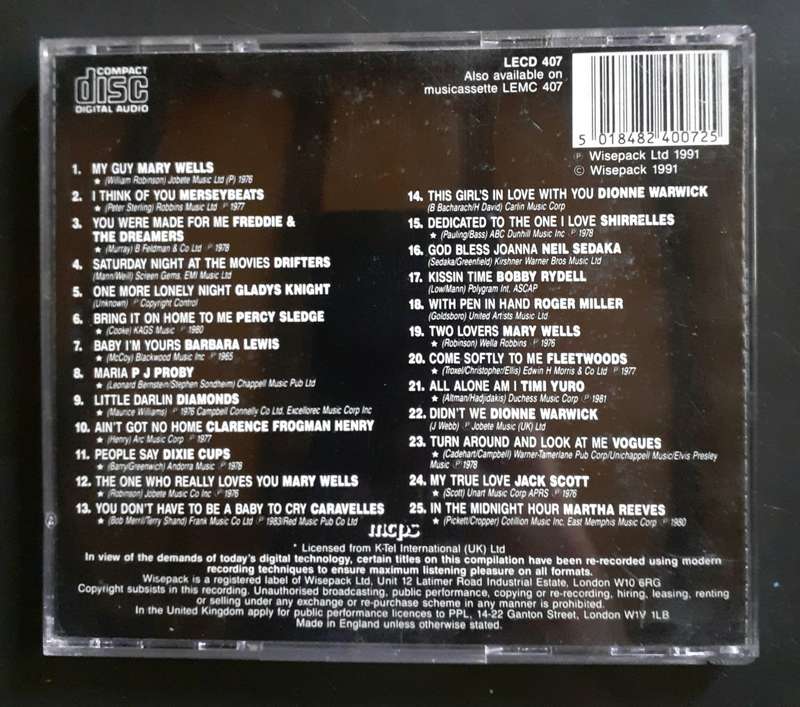 COMPACT
disc
DIGITAL AUDIO
LECD 407
Also available on
musicassette LEMC 407
5 018482 400725
℗ Wisepack Ltd 1991
© Wisepack 1991
1. MY GUY MARY WELLS
★ (William Robinson) Jobete Music Ltd (P) 1976
2. I THINK OF YOU MERSEYBEATS
★ (Peter Sterling) Robbins Music Ltd ℗ 1977
3. YOU WERE MADE FOR ME FREDDIE &
THE DREAMERS
★ (Murray) B Feldman & Co Ltd ℗ 1978
4. SATURDAY NIGHT AT THE MOVIES DRIFTERS
(Mann/Weill) Screen Gems. EMI Music Ltd
5. ONE MORE LONELY NIGHT GLADYS KNIGHT
(Unknown) ℗ Copyright Control
6. BRING IT ON HOME TO ME PERCY SLEDGE
★ (Cooke) KAGS Music ℗ 1980
7. BABY I'M YOURS BARBARA LEWIS
★ (McCoy) Blackwood Music Inc ℗ 1965
8. MARIA P J PROBY
★ (Leonard Bernstein/Stephen Sondheim) Chappell Music Pub Ltd
9. LITTLE DARLIN DIAMONDS
★ (Maurice Williams) ℗ 1976 Campbell Connelly Co Ltd. Excellorec Music Corp Inc
10. AIN'T GOT NO HOME CLARENCE FROGMAN HENRY
★ (Henry) Arc Music Corp ℗ 1977
11. PEOPLE SAY DIXIE CUPS
★ (Barry/Greenwich) Andorra Music ℗ 1978
12. THE ONE WHO REALLY LOVES YOU MARY WELLS
★ (Robinson) Jobete Music Co Inc ℗ 1976
13. YOU DON'T HAVE TO BE A BABY TO CRY CARAVELLES
★ (Bob Merril/Terry Shand) Frank Music Co Ltd ℗ 1983/Red Music Pub Co Ltd
14. THIS GIRL'S IN LOVE WITH YOU DIONNE WARWICK
(B Bacharach/H David) Carlin Music Corp
15. DEDICATED TO THE ONE I LOVE SHIRRELLES
★ (Pauling/Bass) ABC Dunhill Music Inc ℗ 1978
16. GOD BLESS JOANNA NEIL SEDAKA
(Sedaka/Greenfield) Kirshner Warner Bros Music Ltd
17. KISSIN TIME BOBBY RYDELL
(Low/Mann) Polygram Int, ASCAP
18. WITH PEN IN HAND ROGER MILLER
(Goldsboro) United Artists Music Ltd
19. TWO LOVERS MARY WELLS
★ (Robinson) Wella Robbins ℗ 1976
20. COME SOFTLY TO ME FLEETWOODS
★ (Troxel/Christopher/Ellis) Edwin H Morris & Co Ltd ℗ 1977
21. ALL ALONE AM I TIMI YURO
★ (Altman/Hadjidakis) Duchess Music Corp ℗ 1981
22. DIDN'T WE DIONNE WARWICK
(J Webb) ℗ Jobete Music (UK) Ltd
23. TURN AROUND AND LOOK AT ME VOGUES
★ (Cadehart/Campbell) Warner-Tamerlane Pub Corp/Unichappell Music/Elvis Presley
Music ℗ 1978
24. MY TRUE LOVE JACK SCOTT
★ (Scott) Unart Music Corp APRS ℗ 1976
25. IN THE MIDNIGHT HOUR MARTHA REEVES
★ (Pickett/Cropper) Cotillion Music Inc. East Memphis Music Corp ℗ 1980
mcps
* Licensed from K-Tel International (UK) Ltd
In view of the demands of today's digital technology, certain titles on this compilation have been re-recorded using modern
recording techniques to ensure maximum listening pleasure on all formats.
Wisepack is a registered label of Wisepack Ltd, Unit 12 Latimer Road Industrial Estate, London W10 6RG
Copyright subsists in this recording. Unauthorised broadcasting, public performance, copying or re-recording, hiring, leasing, renting
or selling under any exchange or re-purchase scheme in any manner is prohibited.
In the United Kingdom apply for public performance licences to PPL, 14-22 Ganton Street, London W1V 1LB
Made in England unless otherwise stated.